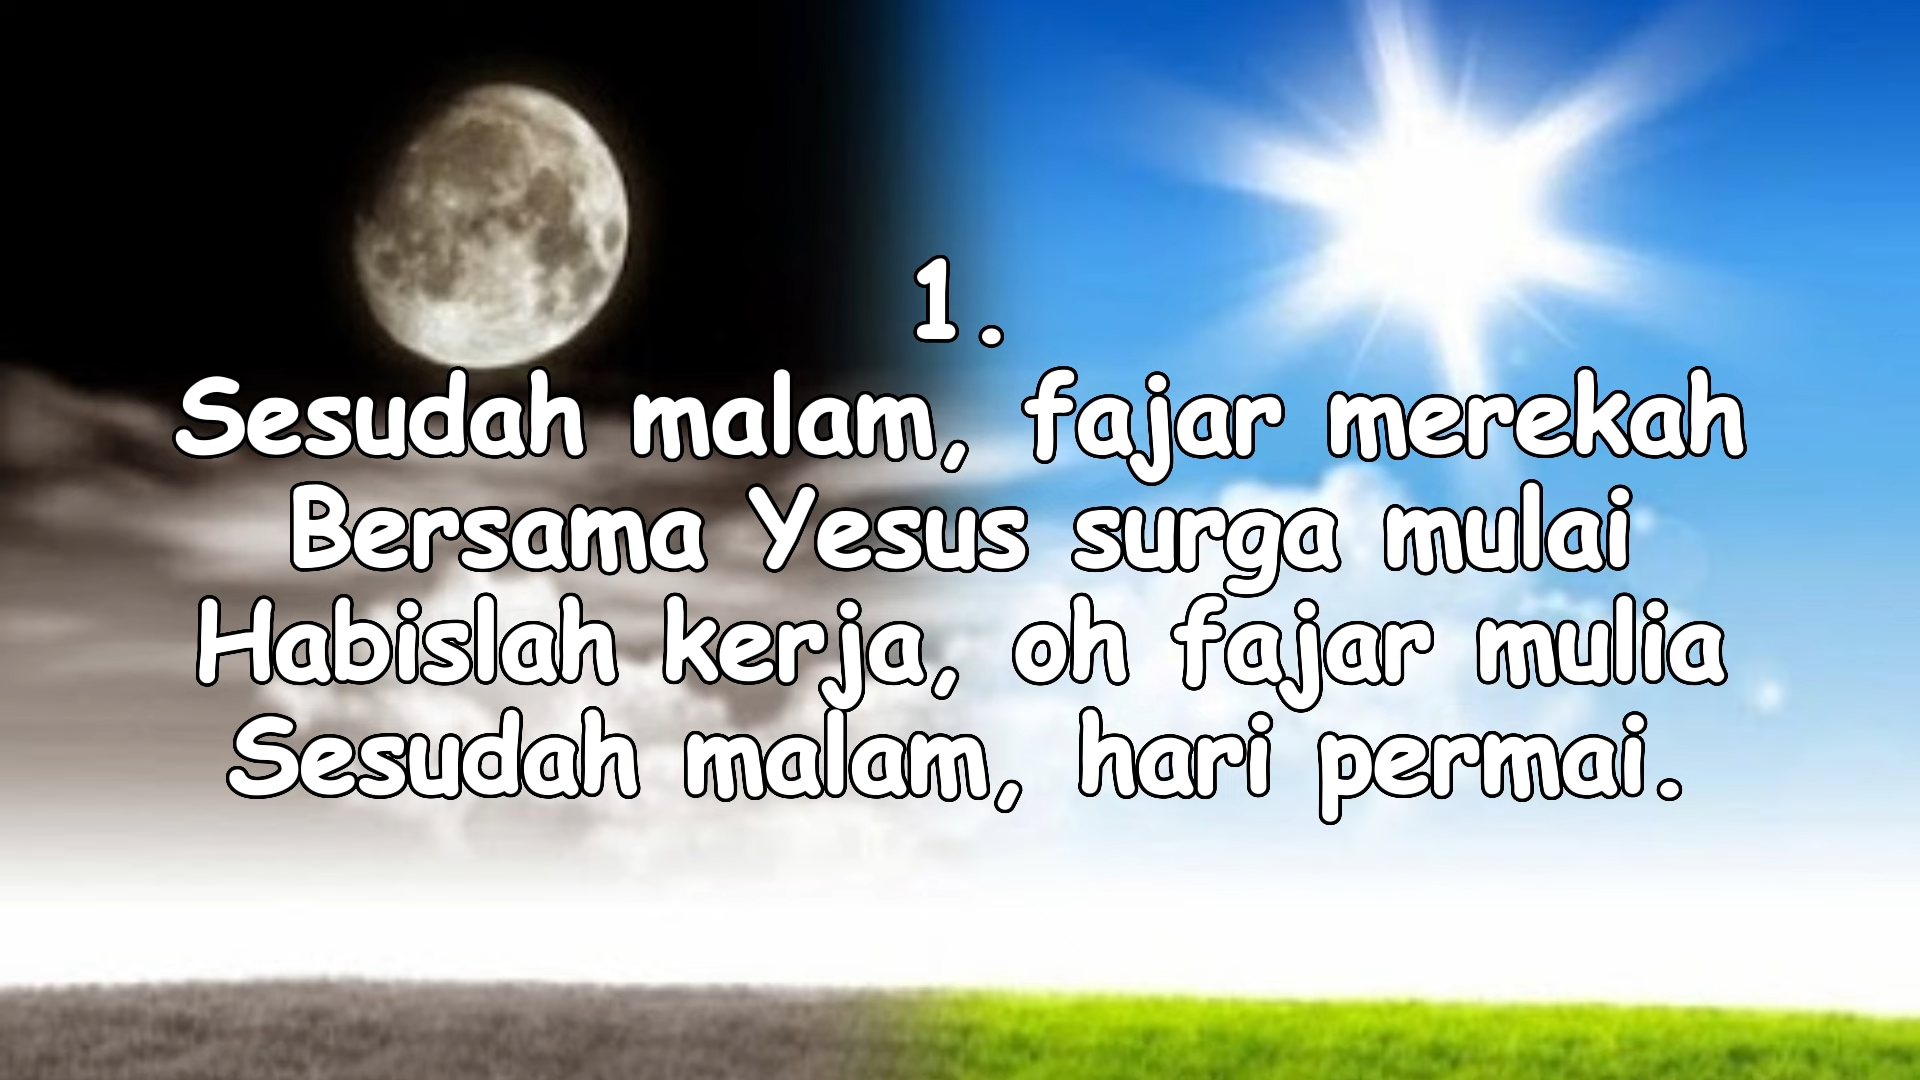 1.
Sesudah malam, fajar merekah
Bersama Yesus surga mulai
Habislah kerja, oh fajar mulia
Sesudah malam, hari permai.